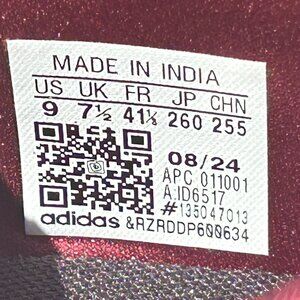 MADE IN INDIA
US UK FR JP CHN
9 7½ 41⅓ 260 255
08/24
APC 011001
A:ID6517
#135047013
adidas &RZRDDP600634